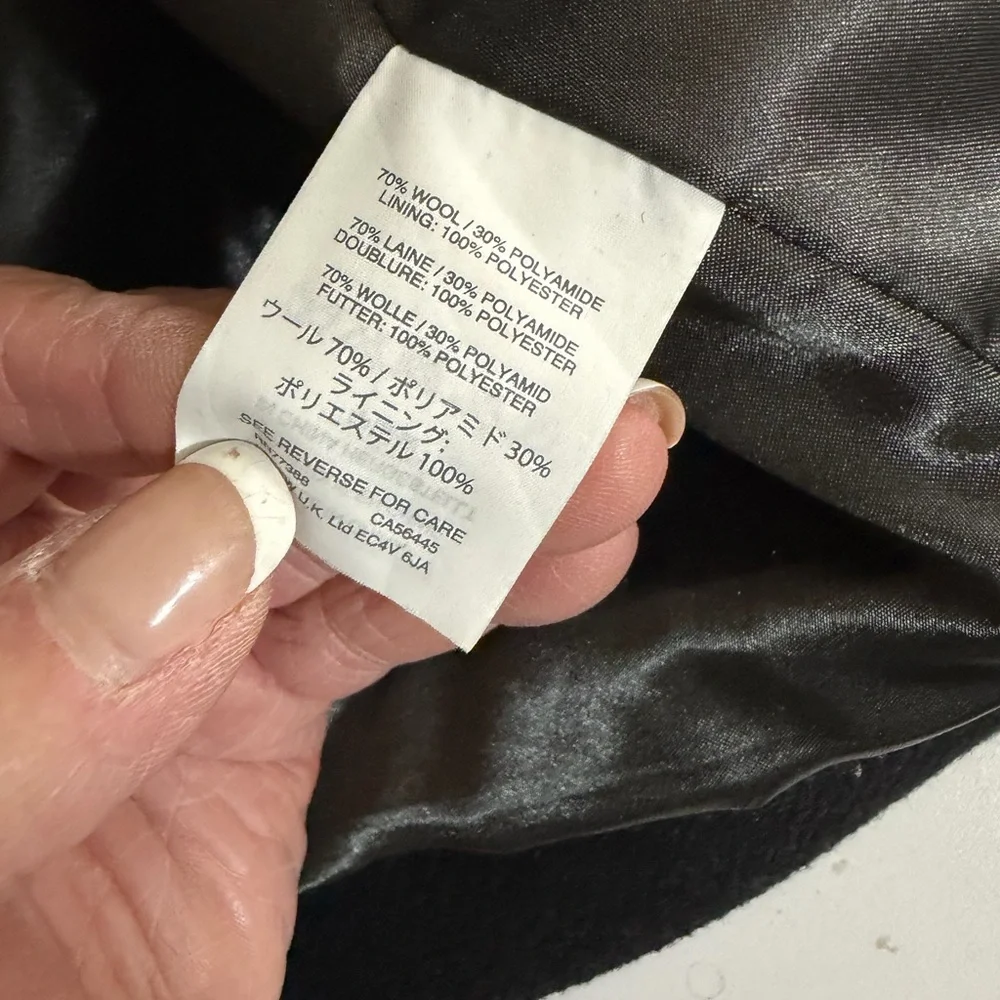 70% WOOL / 30% POLYAMIDE
LINING: 100% POLYESTER
70% LAINE / 30% POLYAMIDE
DOUBLURE: 100% POLYESTER
70% WOLLE / 30% POLYAMID
FUTTER: 100% POLYESTER
ウール 70% / ポリアミド 30%
ライニング:
ポリエステル 100%
SEE REVERSE FOR CARE
CA56445
U.K. Ltd EC4V 6JA